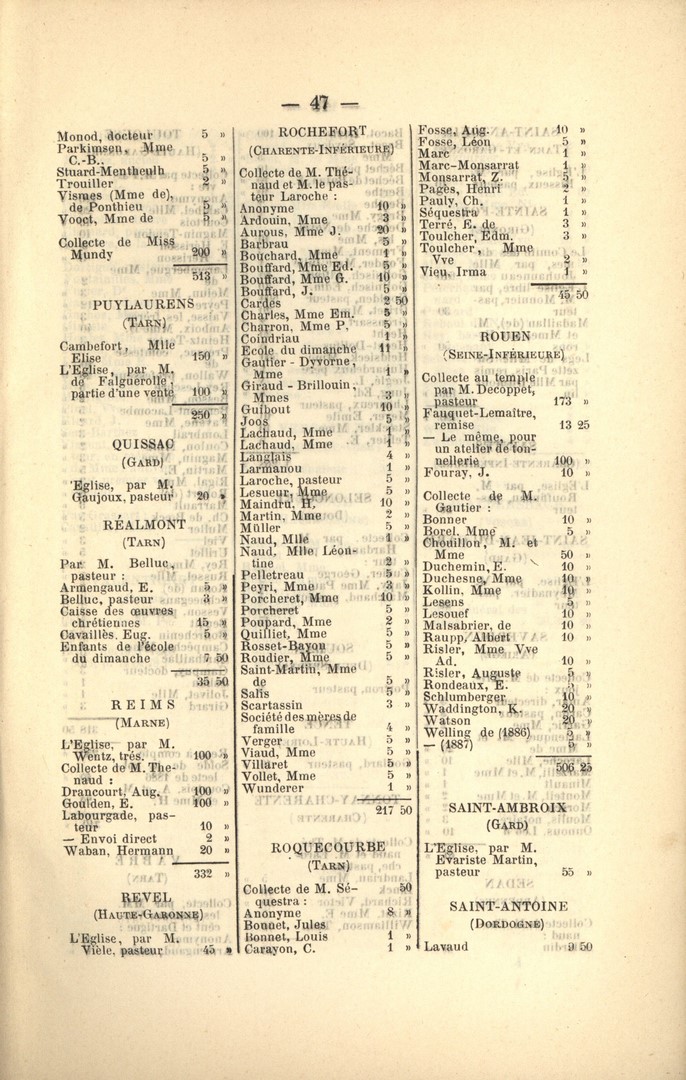 — 47 —
Monod, docteur 5 »
Parkimsen, Mme
C.-B.. 5 »
Stuard-Mentheulh 5 »
Trouiller 2 »
Vismes (Mme de),
de Ponthieu 5 »
Voogt, Mme de 5 »
Collecte de Miss
Mundy 200 »
513 »
PUYLAURENS
(TARN)
Cambefort, Mlle
Elise 150 »
L'Eglise, par M.
de Falguerolle,
partie d'une vente 100 »
250 »
QUISSAC
(GARD)
'Eglise, par M.
Gaujoux, pasteur 20 »
RÉALMONT
(TARN)
Par M. Belluc,
pasteur :
Armengaud, E. 5 »
Belluc, pasteur 3 »
Caisse des œuvres
chrétiennes 15 »
Cavaillès, Eug. 5 »
Enfants de l'école
du dimanche 7 50
35 50
REIMS
(MARNE)
L'Eglise, par M.
Wentz, trés. 100 »
Collecte de M. The-
naud :
Drancourt, Aug. 100 »
Goulden, E. 100 »
Labourgade, pas-
teur 10 »
— Envoi direct 2 »
Waban, Hermann 20 »
332 »
REVEL
(HAUTE-GARONNE)
L'Eglise, par M.
Vièle, pasteur 45 »
ROCHEFORT
(CHARENTE-INFÉRIEURE)
Collecte de M. Thé-
naud et M. le pas-
teur Laroche :
Anonyme 10 »
Ardouin, Mme 3 »
Aurous, Mme J. 20 »
Barbrau 5 »
Bouchard, Mme 1 »
Bouffard, Mme Ed. 5 »
Bouffard, Mme G. 10 »
Bouffard, J. 5 »
Cardes 2 50
Charles, Mme Em. 5 »
Charron, Mme P. 5 »
Coindriau 1 »
Ecole du dimanche 11 »
Gautier - Dyvorne,
Mme 1 »
Giraud - Brillouin,
Mmes 3 »
Guibout 10 »
Joos 5 »
Lachaud, Mme 1 »
Lachaud, Mme 1 »
Langlais 4 »
Larmanou 1 »
Laroche, pasteur 5 »
Lesueur, Mme 5 »
Maindru, H. 10 »
Martin, Mme 2 »
Müller 5 »
Naud, Mlle 1 »
Naud, Mlle Léon-
tine 2 »
Pelletreau 5 »
Peyri, Mme 3 »
Porcheret, Mme 10 »
Porcheret 5 »
Poupard, Mme 2 »
Quilliet, Mme 5 »
Rosset-Bayon 5 »
Roudier, Mme 5 »
Saint-Martin, Mme
de 5 »
Salis 5 »
Scartassin 3 »
Société des mères de
famille 4 »
Verger 5 »
Viaud, Mme 5 »
Villaret 5 »
Vollet, Mme 5 »
Wunderer 1 »
217 50
ROQUECOURBE
(TARN)
Collecte de M. Sé-
questra : 50
Anonyme 8 »
Bonnet, Jules
Bonnet, Louis 1 »
Carayon, C. 1 »
Fosse, Aug. 10 »
Fosse, Léon 5 »
Marc 1 »
Marc-Monsarrat 1 »
Monsarrat, Z. 5 »
Pagès, Henri 2 »
Pauly, Ch. 1 »
Séquestra 1 »
Terré, E. de 3 »
Toulcher, Edm. 3 »
Toulcher, Mme
Vve 2 »
Vieu, Irma 1 »
45 50
ROUEN
(SEINE-INFÉRIEURE)
Collecte au temple
par M. Decoppet,
pasteur 173 »
Fauquet-Lemaître,
remise 13 25
— Le même, pour
un atelier de ton-
nellerie 100 »
Fouray, J. 10 »
Collecte de M.
Gautier :
Bonner 10 »
Borel, Mme 5 »
Chouillon, M. et
Mme 50 »
Duchemin, E. 10 »
Duchesne, Mme 10 »
Kollin, Mme 10 »
Lesens 5 »
Lesouef 10 »
Malsabrier, de 10 »
Raupp, Albert 10 »
Risler, Mme Vve
Ad. 10 »
Risler, Auguste 5 »
Rondeaux, E. 5 »
Schlumberger 10 »
Waddington, K. 20 »
Watson 20 »
Welling de (1886) 5 »
— (1887) 5 »
506 25
SAINT-AMBROIX
(GARD)
L'Eglise, par M.
Evariste Martin,
pasteur 55 »
SAINT-ANTOINE
(DORDOGNE)
Lavaud 9 50